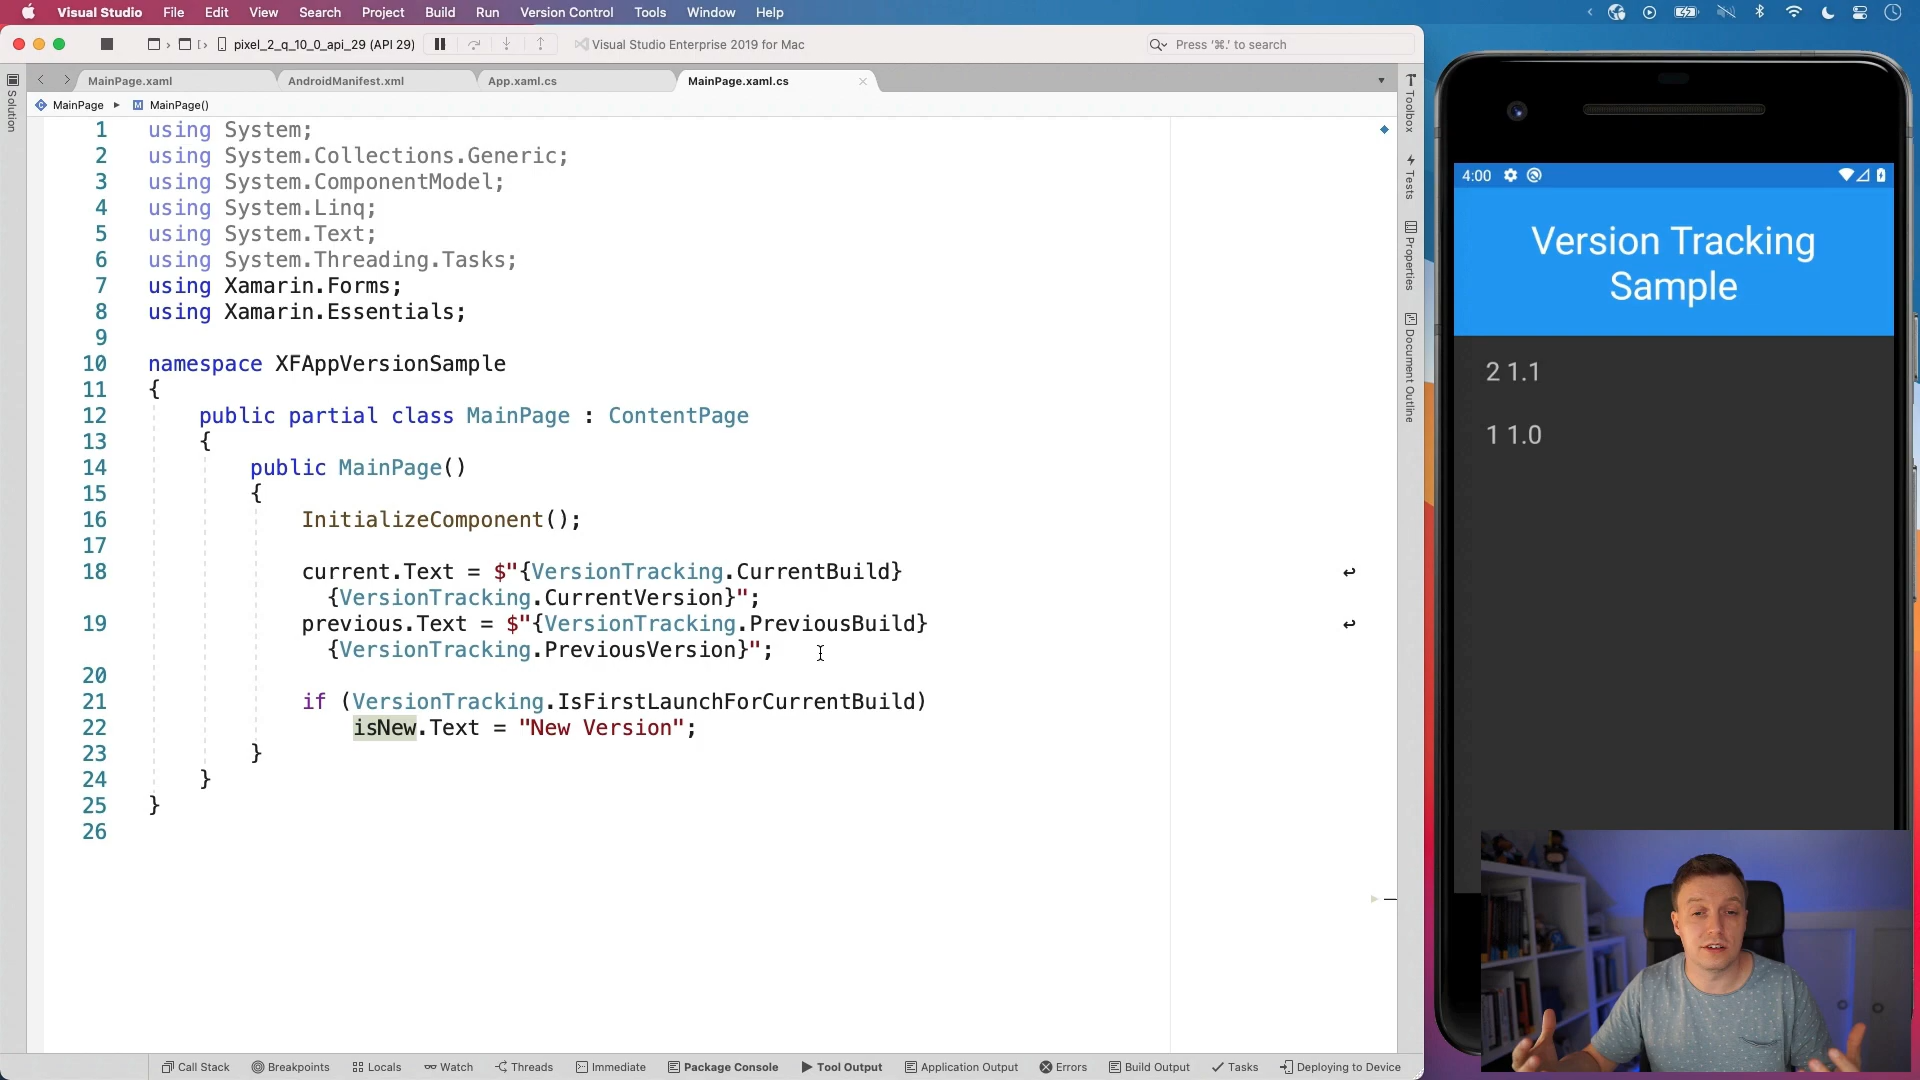 Visual Studio File Edit View Search Project Build Run Version Control Tools Window Help
pixel_2_q_10_0_api_29 (API 29)
Visual Studio Enterprise 2019 for Mac
Press '⌘.' to search
MainPage.xaml
AndroidManifest.xml
App.xaml.cs
MainPage.xaml.cs
MainPage
MainPage()
Solution
1 using System;
2 using System.Collections.Generic;
3 using System.ComponentModel;
4 using System.Linq;
5 using System.Text;
6 using System.Threading.Tasks;
7 using Xamarin.Forms;
8 using Xamarin.Essentials;
9
10 namespace XFAppVersionSample
11 {
12 public partial class MainPage : ContentPage
13 {
14 public MainPage()
15 {
16 InitializeComponent();
17
18 current.Text = $"{VersionTracking.CurrentBuild}
{VersionTracking.CurrentVersion}";
19 previous.Text = $"{VersionTracking.PreviousBuild}
{VersionTracking.PreviousVersion}";
20
21 if (VersionTracking.IsFirstLaunchForCurrentBuild)
22 isNew.Text = "New Version";
23 }
24 }
25 }
26
Toolbox
Tests
Properties
Document Outline
4:00
Version Tracking
Sample
2 1.1
1 1.0
Call Stack Breakpoints Locals Watch Threads Immediate Package Console Tool Output Application Output Errors Build Output Tasks Deploying to Device